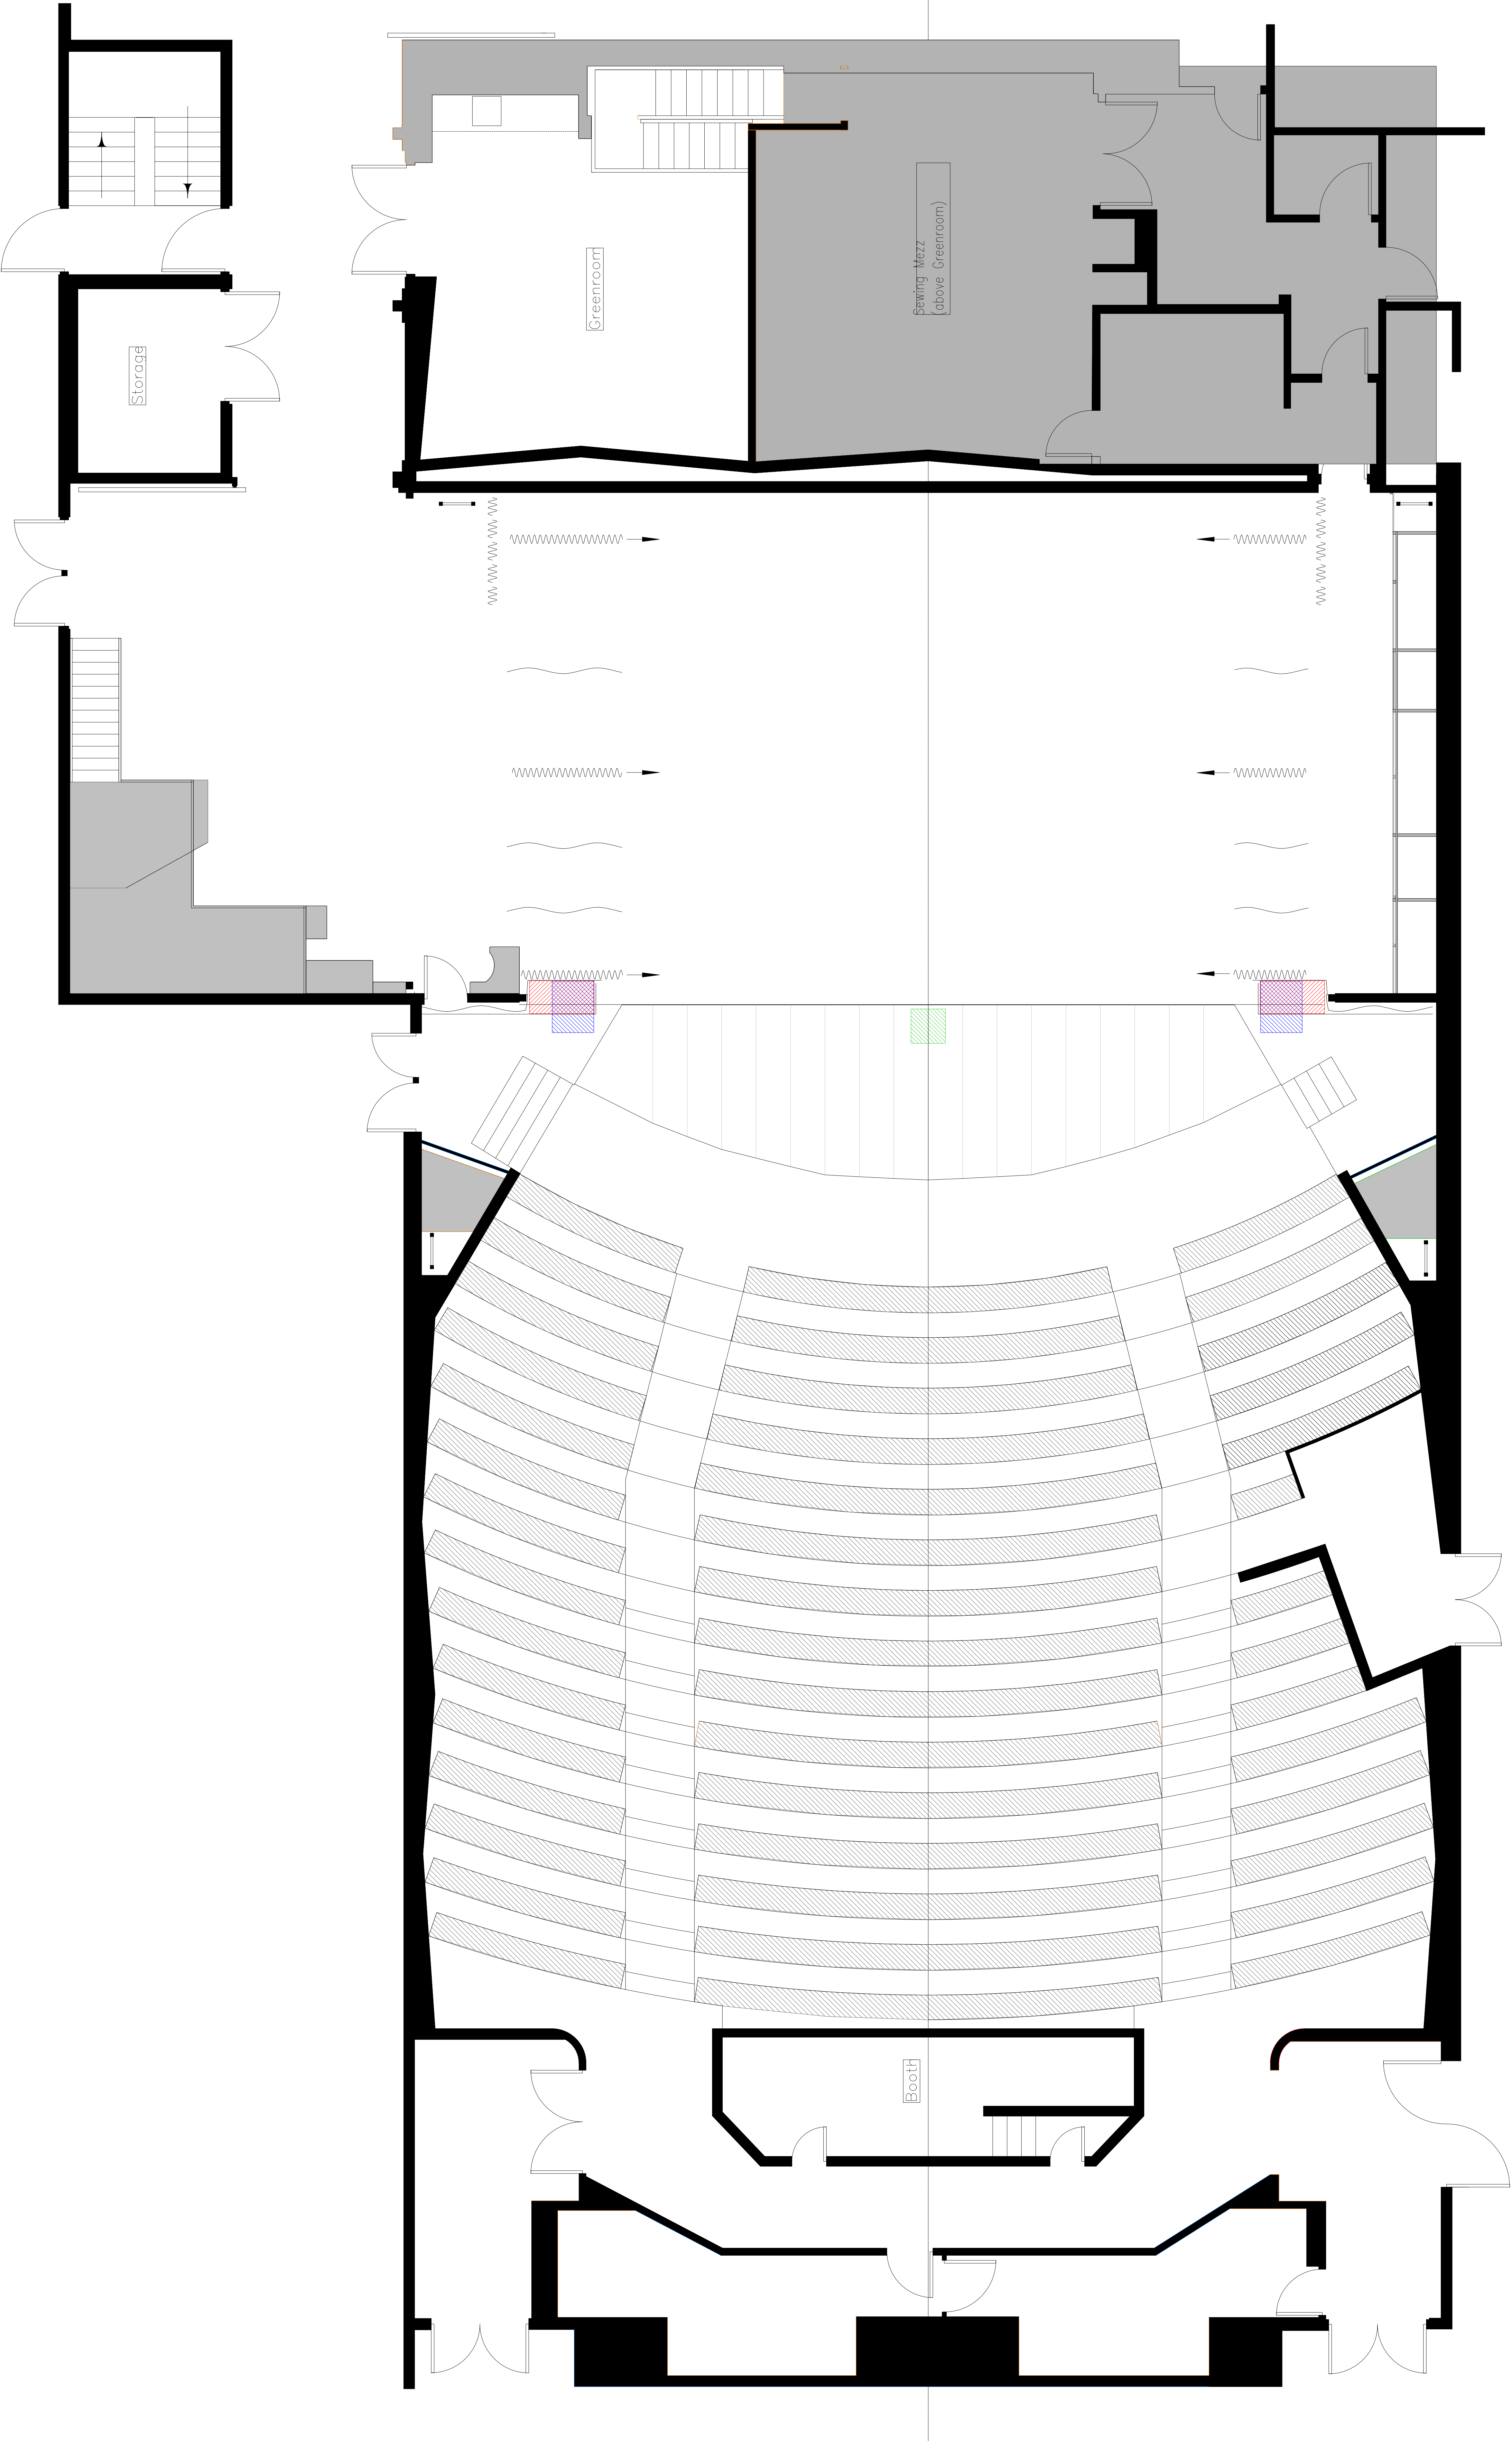 Sewing Mezz
(above Greenroom)
Greenroom
Storage
Booth